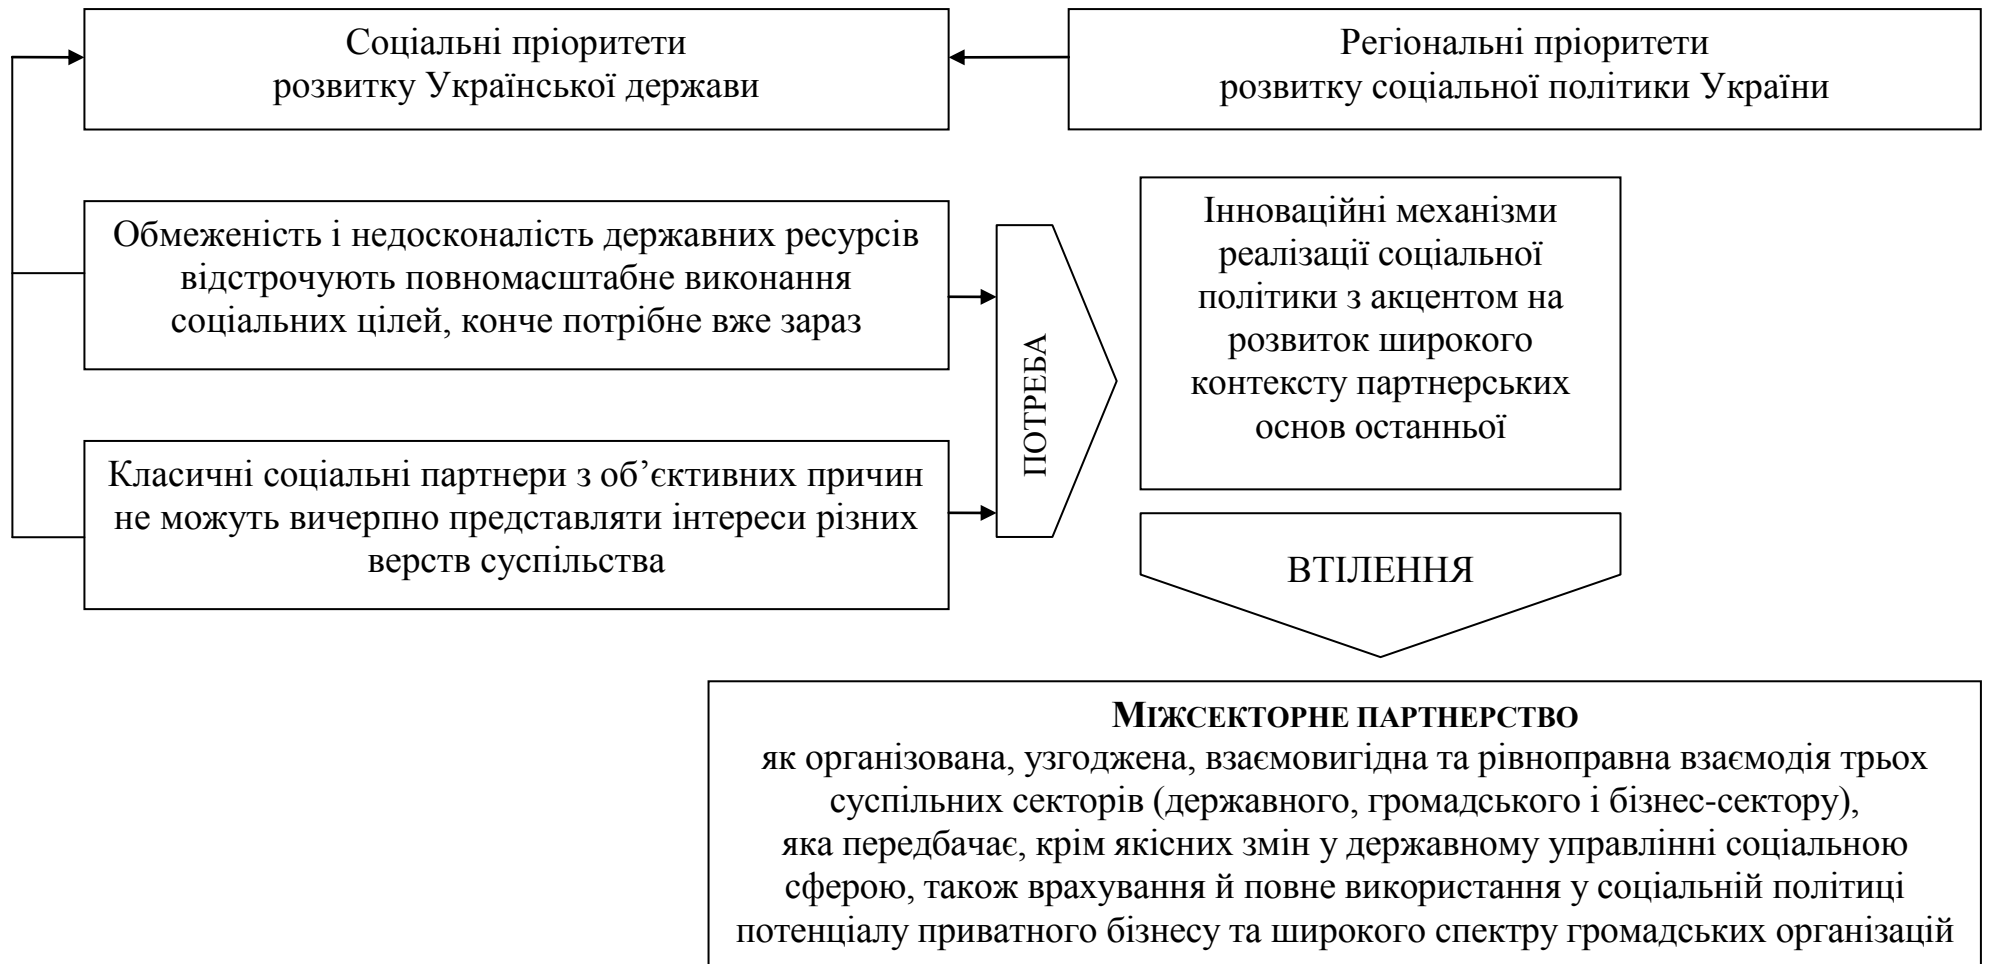 Соціальні пріоритети
розвитку Української держави
Регіональні пріоритети
розвитку соціальної політики України
Обмеженість і недосконалість державних ресурсів
відстрочують повномасштабне виконання
соціальних цілей, конче потрібне вже зараз
Класичні соціальні партнери з об’єктивних причин
не можуть вичерпно представляти інтереси різних
верств суспільства
ПОТРЕБА
Інноваційні механізми
реалізації соціальної
політики з акцентом на
розвиток широкого
контексту партнерських
основ останньої
ВТІЛЕННЯ
МІЖСЕКТОРНЕ ПАРТНЕРСТВО
як організована, узгоджена, взаємовигідна та рівноправна взаємодія трьох
суспільних секторів (державного, громадського і бізнес-сектору),
яка передбачає, крім якісних змін у державному управлінні соціальною
сферою, також врахування й повне використання у соціальній політиці
потенціалу приватного бізнесу та широкого спектру громадських організацій